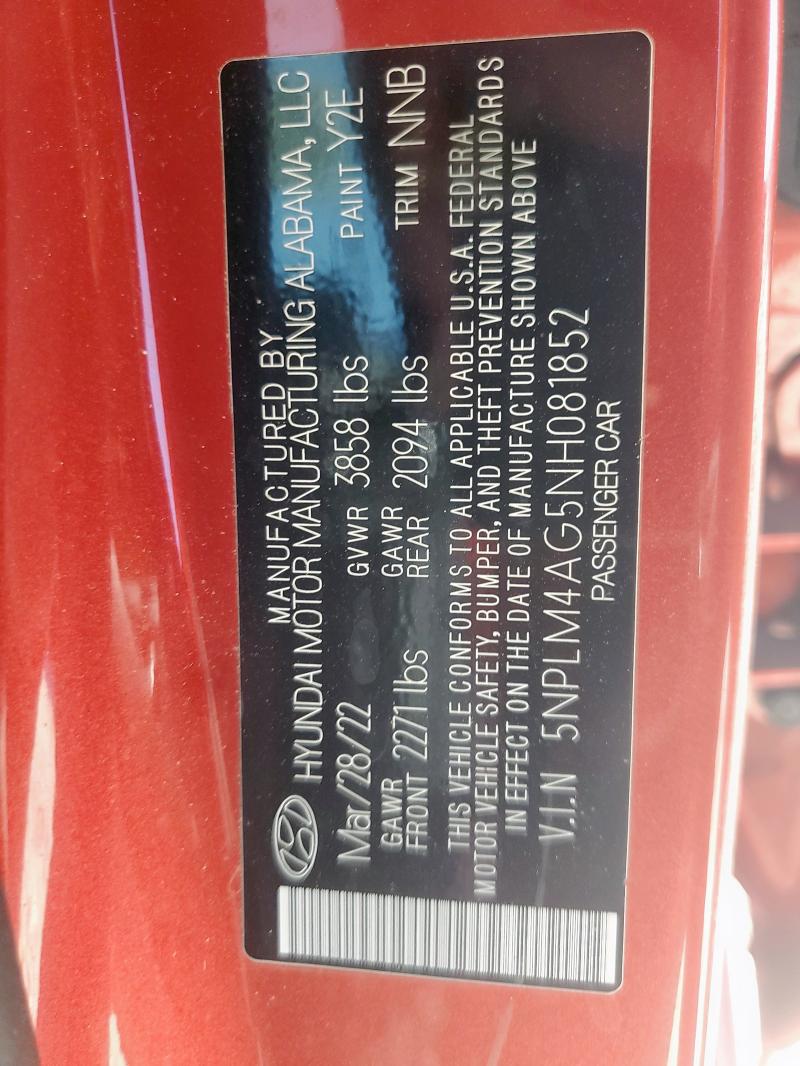 MANUFACTURED BY
HYUNDAI MOTOR MANUFACTURING ALABAMA, LLC
Mar/28/22 GVWR 3858 lbs PAINT Y2E
GAWR FRONT 2271 lbs GAWR REAR 2094 lbs TRIM NNB
THIS VEHICLE CONFORMS TO ALL APPLICABLE U.S.A. FEDERAL
MOTOR VEHICLE SAFETY, BUMPER, AND THEFT PREVENTION STANDARDS
IN EFFECT ON THE DATE OF MANUFACTURE SHOWN ABOVE
V.I.N 5NPLM4AG5NH081852
PASSENGER CAR